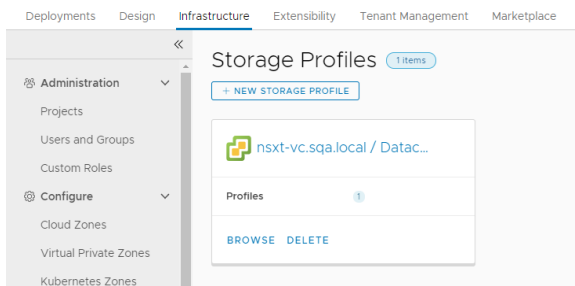 Deployments Design Infrastructure Extensibility Tenant Management Marketplace
Storage Profiles 1 items
+ NEW STORAGE PROFILE
Administration
Projects
Users and Groups
Custom Roles
Configure
Cloud Zones
Virtual Private Zones
Kubernetes Zones
nsxt-vc.sqa.local / Datac...
Profiles 1
BROWSE DELETE